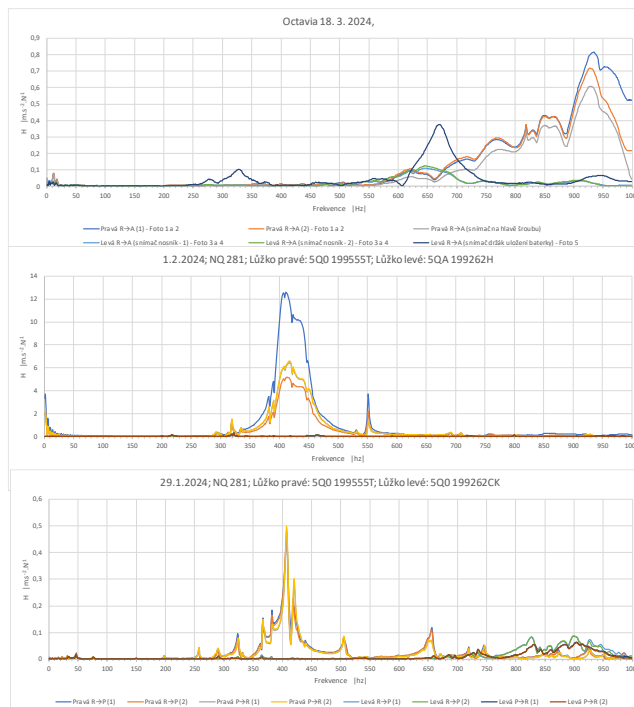 Octavia 18. 3. 2024,
0,9
0,8
0,7
0,6
0,5
0,4
0,3
0,2
0,1
0
H |m.s⁻².N¹|
0 50 100 150 200 250 300 350 400 450 500 550 600 650 700 750 800 850 900 950 1000
Frekvence |Hz|
Pravá R→A (1) - Foto 1 a 2
Pravá R→A (2) - Foto 1 a 2
Pravá R→A (snímač na hlavě šroubu)
Levá R→A (snímač nosník - 1) - Foto 3 a 4
Levá R→A (snímač nosník - 2) - Foto 3 a 4
Levá R→A (snímač držák uložení baterky) - Foto 5
1.2.2024; NQ 281; Lůžko pravé: 5Q0 199555T; Lůžko levé: 5QA 199262H
14
12
10
8
6
4
2
0
H |m.s⁻².N¹|
0 50 100 150 200 250 300 350 400 450 500 550 600 650 700 750 800 850 900 950 1000
Frekvence |hz|
29.1.2024; NQ 281; Lůžko pravé: 5Q0 199555T; Lůžko levé: 5Q0 199262CK
0,6
0,5
0,4
0,3
0,2
0,1
0
H |ms⁻².N¹|
0 50 100 150 200 250 300 350 400 450 500 550 600 650 700 750 800 850 900 950 1000
Frekvence |hz|
Pravá R→P (1)
Pravá R→P (2)
Pravá P→R (1)
Pravá P→R (2)
Levá R→P (1)
Levá R→P (2)
Levá P→R (1)
Levá P→R (2)